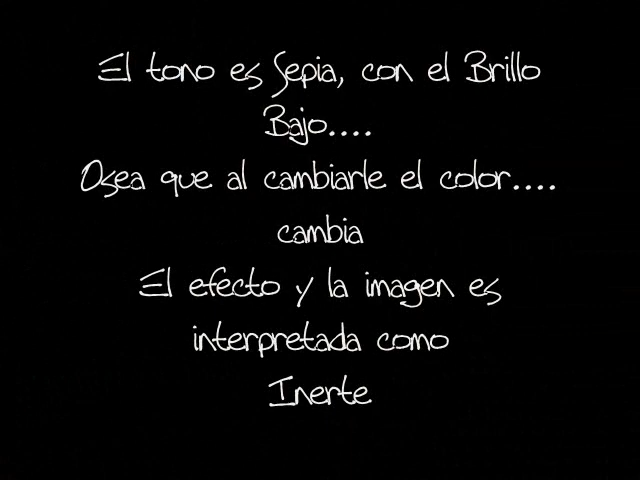 El tono es Sepia, con el Brillo
Bajo....
Osea que al cambiarle el color....
cambia
El efecto y la imagen es
interpretada como
Inerte